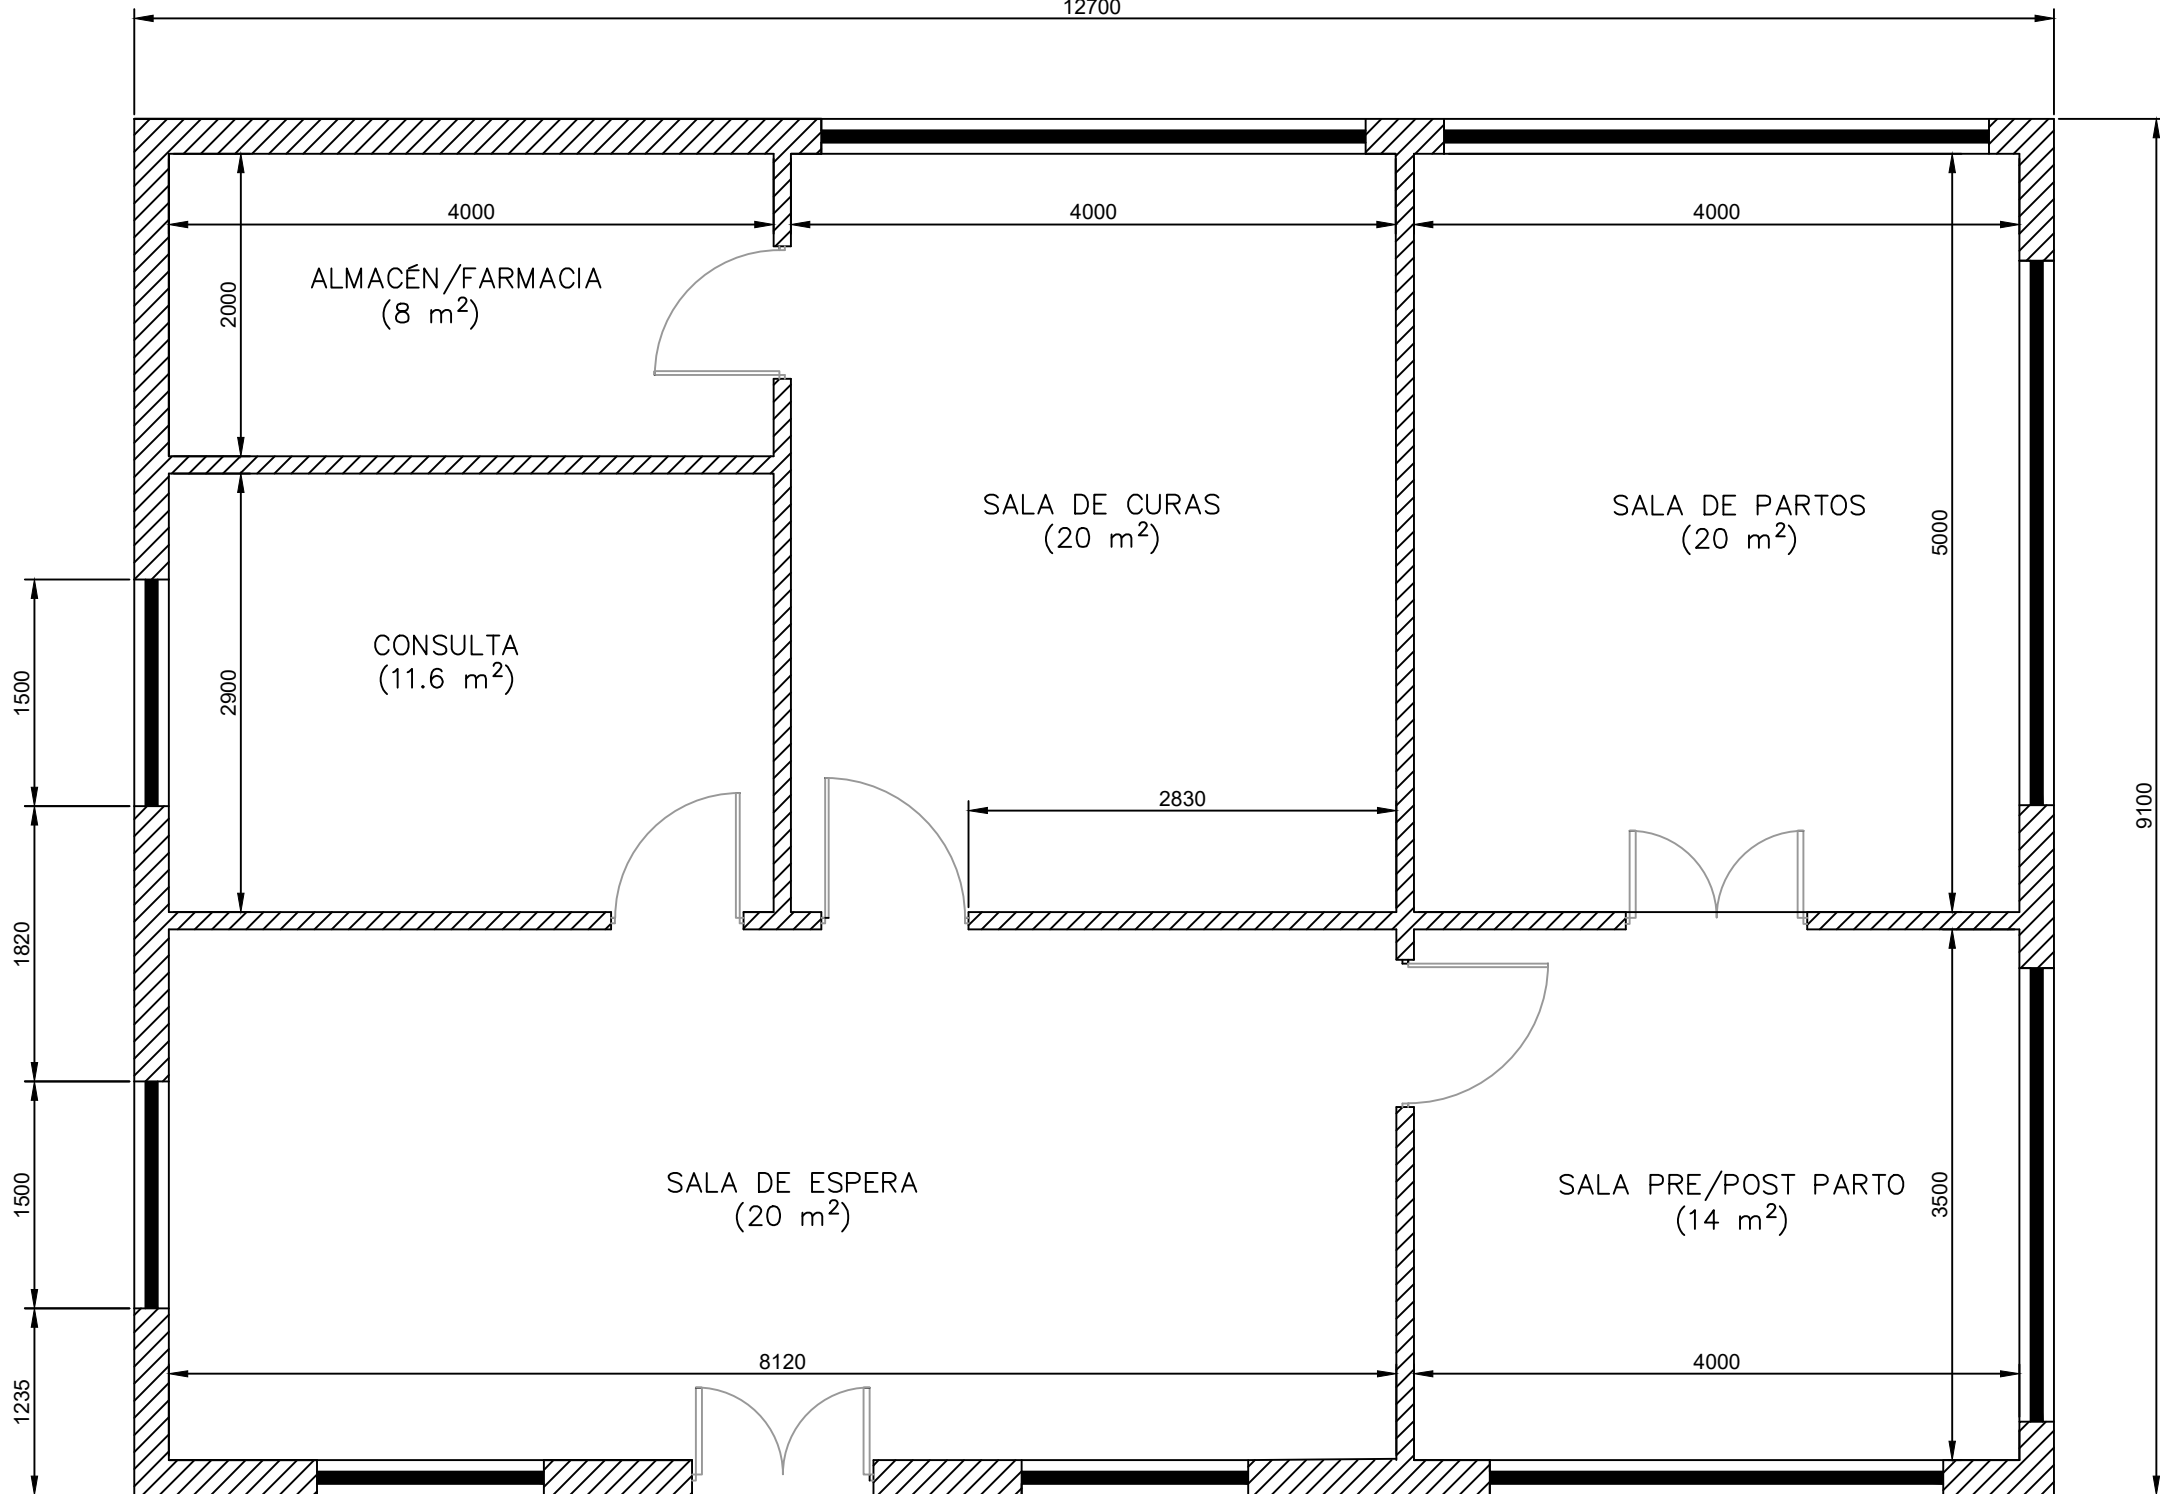 12700
4000
4000
4000
2000
ALMACÉN/FARMACIA
(8 m²)
SALA DE CURAS
(20 m²)
SALA DE PARTOS
(20 m²)
5000
CONSULTA
(11.6 m²)
2900
1500
2830
9100
1820
SALA DE ESPERA
(20 m²)
SALA PRE/POST PARTO
(14 m²)
3500
1500
8120
4000
1235